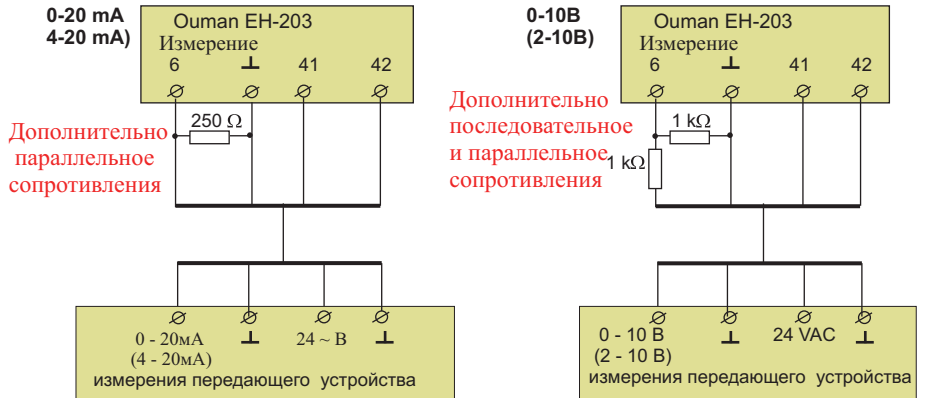 0-20 mA
4-20 mA)
Ouman EH-203
Измерение
6 ⊥ 41 42
250 Ω
Дополнительно
параллельное
сопротивления
0 - 20мА ⊥ 24 ~ В ⊥
(4 - 20мА)
измерения передающего устройства
0-10В
(2-10В)
Ouman EH-203
Измерение
6 ⊥ 41 42
Дополнительно
последовательное
и параллельное
сопротивления
1 kΩ
1 kΩ
0 - 10 В ⊥ 24 VAC ⊥
(2 - 10 В)
измерения передающего устройства